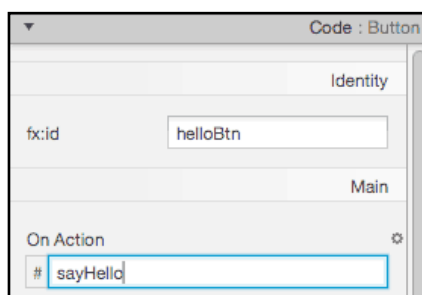 Code : Button
Identity
fx:id helloBtn
Main
On Action
# sayHello